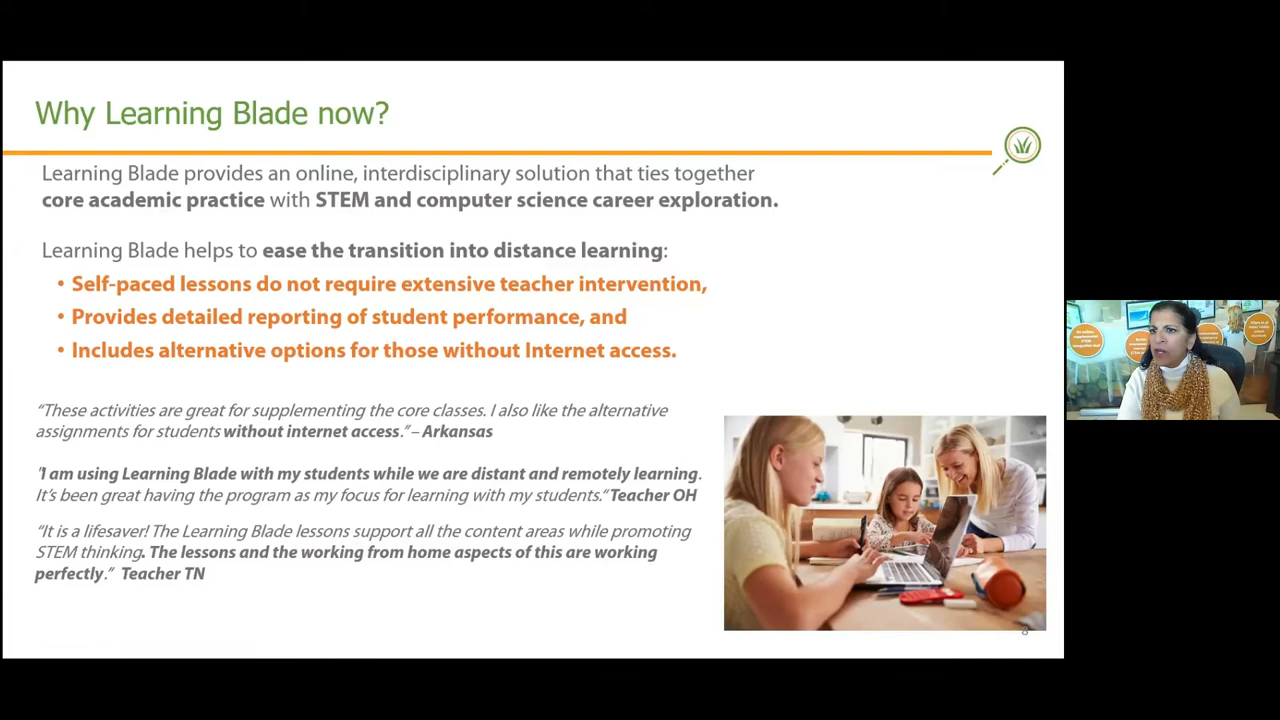 Why Learning Blade now?
Learning Blade provides an online, interdisciplinary solution that ties together
core academic practice with STEM and computer science career exploration.
Learning Blade helps to ease the transition into distance learning:
• Self-paced lessons do not require extensive teacher intervention,
• Provides detailed reporting of student performance, and
• Includes alternative options for those without Internet access.
“These activities are great for supplementing the core classes. I also like the alternative
assignments for students without internet access.” – Arkansas
"I am using Learning Blade with my students while we are distant and remotely learning.
It’s been great having the program as my focus for learning with my students.” Teacher OH
“It is a lifesaver! The Learning Blade lessons support all the content areas while promoting
STEM thinking. The lessons and the working from home aspects of this are working
perfectly.” Teacher TN
8